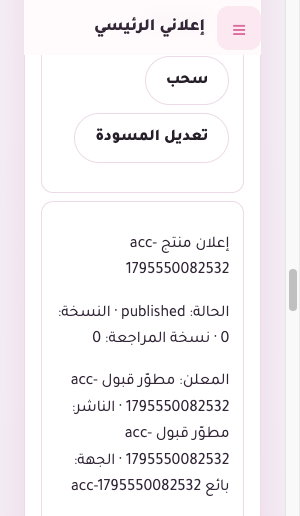 إعلاني الرئيسي
سحب
تعديل المسودة
إعلان منتج acc-
1795550082532
الحالة: published · النسخة:
0 · نسخة المراجعة: 0
المعلن: مطوّر قبول acc-
1795550082532 · الناشر:
مطوّر قبول acc-
1795550082532 · الجهة:
بائع acc-1795550082532